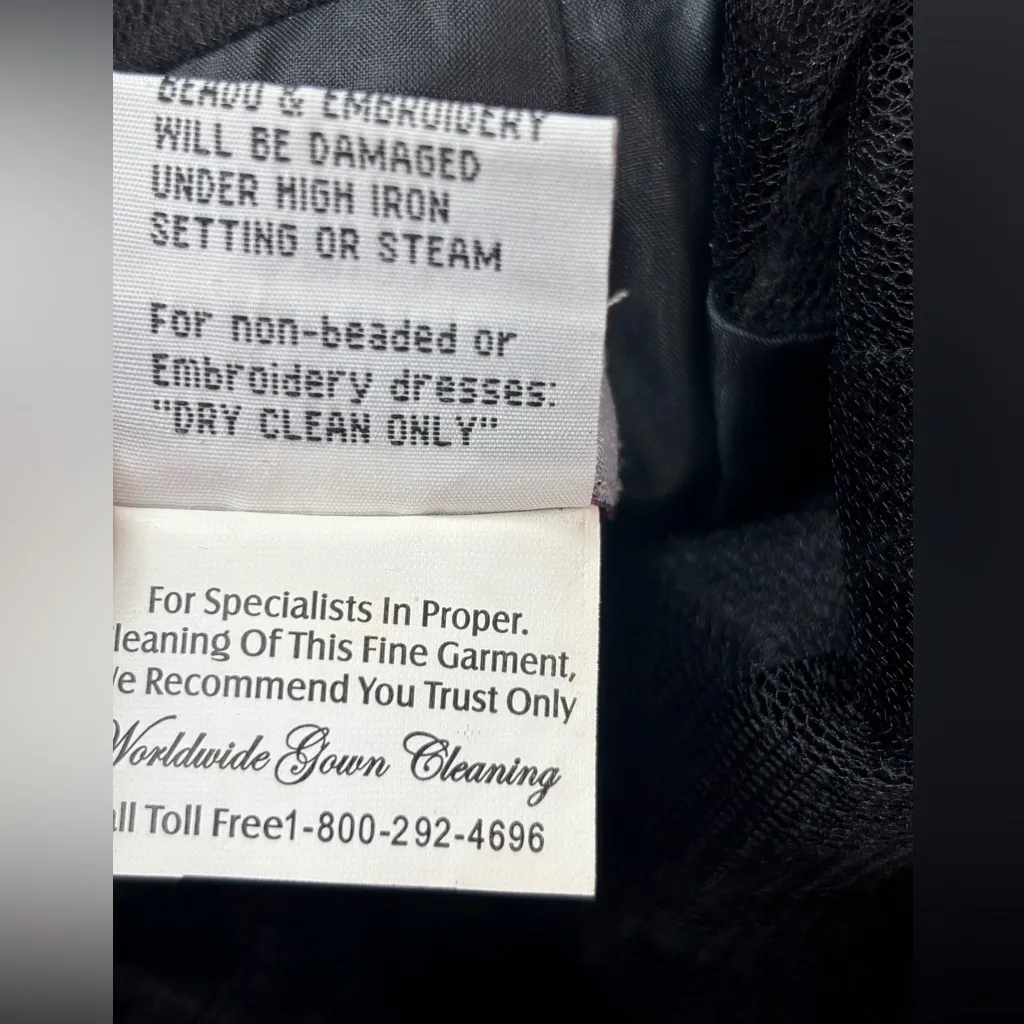 BEADS & EMBROIDERY
WILL BE DAMAGED
UNDER HIGH IRON
SETTING OR STEAM
For non-beaded or
Embroidery dresses:
"DRY CLEAN ONLY"
For Specialists In Proper.
leaning Of This Fine Garment,
e Recommend You Trust Only
Worldwide Gown Cleaning
ll Toll Free1-800-292-4696